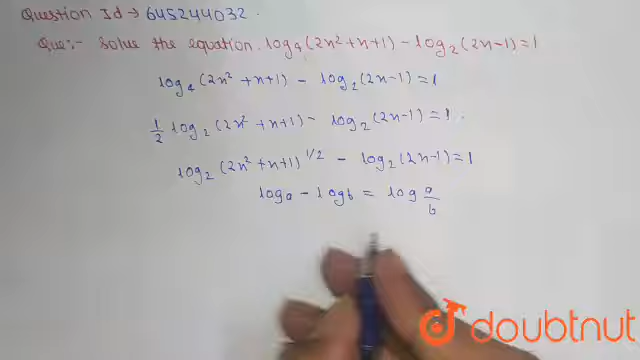 Question Id → 645244032.
Que:- Solve the equation. log₄(2x²+x+1) - log₂(2x-1) = 1
log₄(2x²+x+1) - log₂(2x-1) = 1
1/2 log₂(2x²+x+1) - log₂(2x-1) = 1.
log₂(2x²+x+1)^1/2 - log₂(2x-1) = 1
log a - log b = log a/b
doubtnut